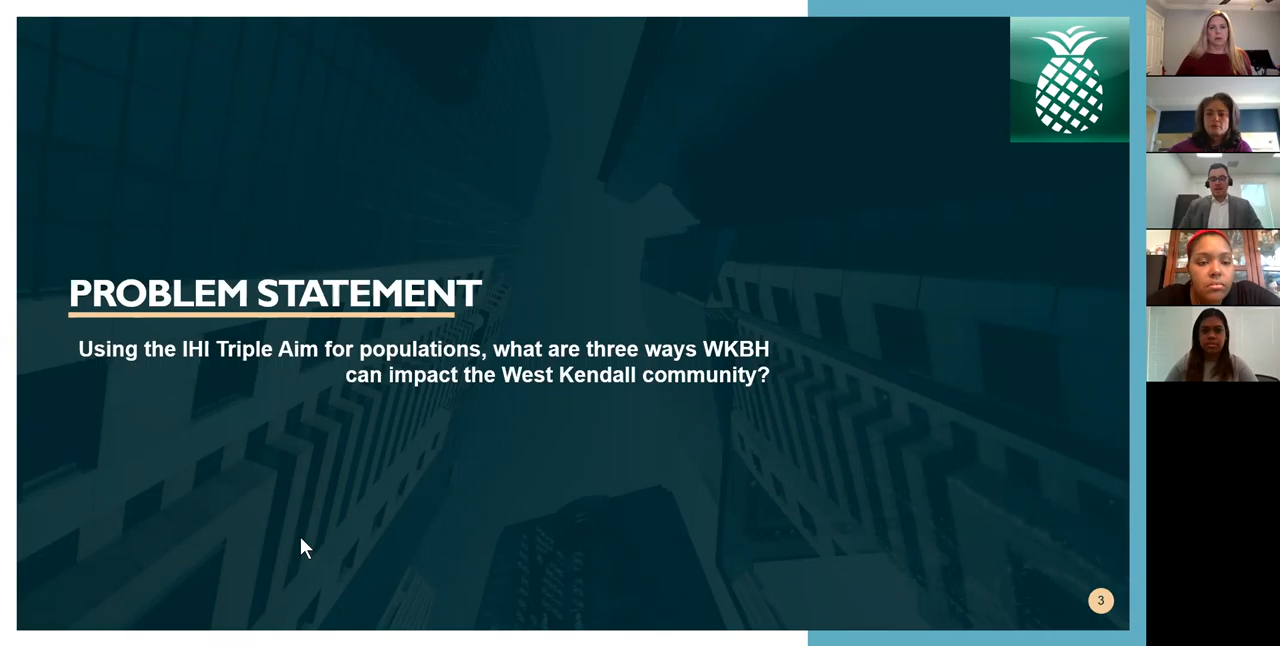 PROBLEM STATEMENT
Using the IHI Triple Aim for populations, what are three ways WKBH
can impact the West Kendall community?
3